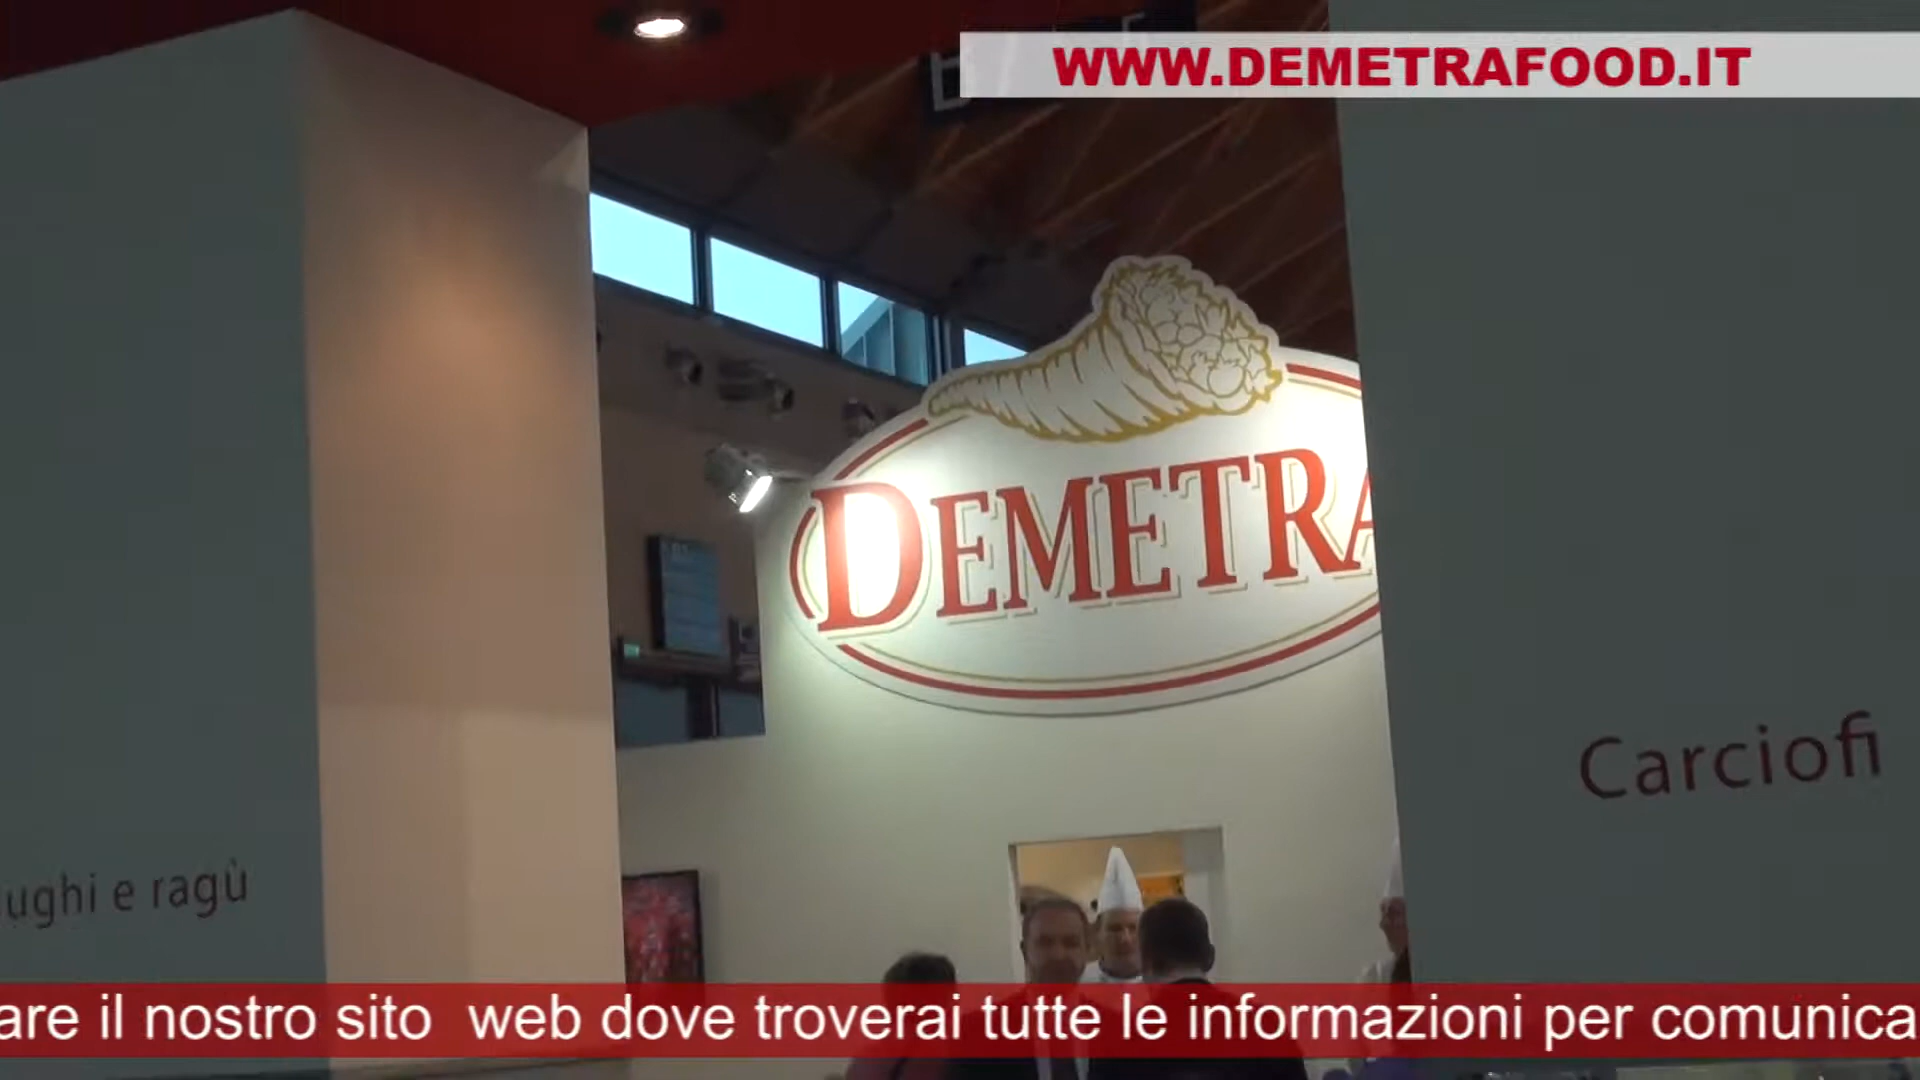 WWW.DEMETRAFOOD.IT
DEMETRA
Carciofi
ughi e ragù
are il nostro sito web dove troverai tutte le informazioni per comunica